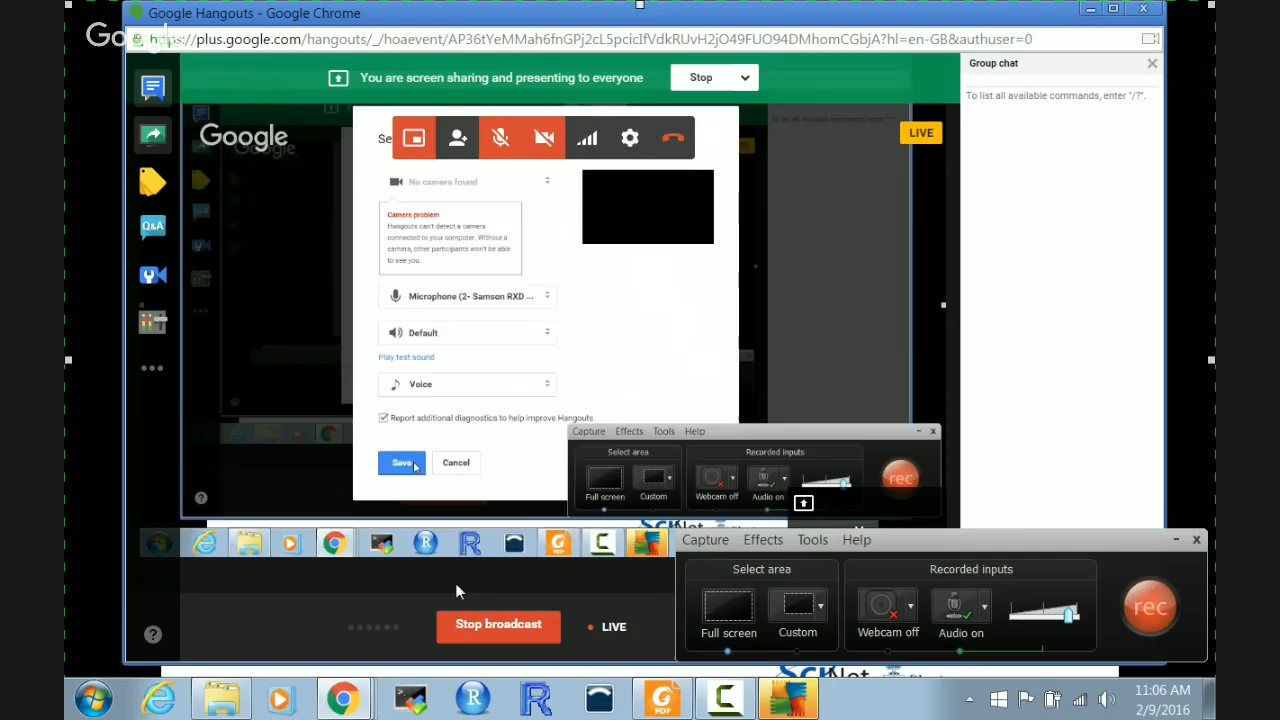 Google Hangouts - Google Chrome
https://plus.google.com/hangouts/_/hoaevent/AP36tYeMMah6fnGPj2cL5pcicIfVdkRUvH2jO49FUO94DMhomCGbjA?hl=en-GB&authuser=0
Google
You are screen sharing and presenting to everyone
Stop
Group chat
To list all available commands, enter "/?".
LIVE
Google
Se
No camera found
Camera problem
Hangouts can't detect a camera
connected to your computer. Without a
camera, other participants won't be able
to see you.
Q&A
Microphone (2- Samson RXD ...
Default
Play test sound
Voice
Report additional diagnostics to help improve Hangouts.
Save
Cancel
Capture Effects Tools Help
Select area
Recorded inputs
Full screen
Custom
Webcam off
Audio on
rec
Capture Effects Tools Help
Select area
Recorded inputs
Full screen
Custom
Webcam off
Audio on
rec
Stop broadcast
LIVE
PDF
11:06 AM
2/9/2016